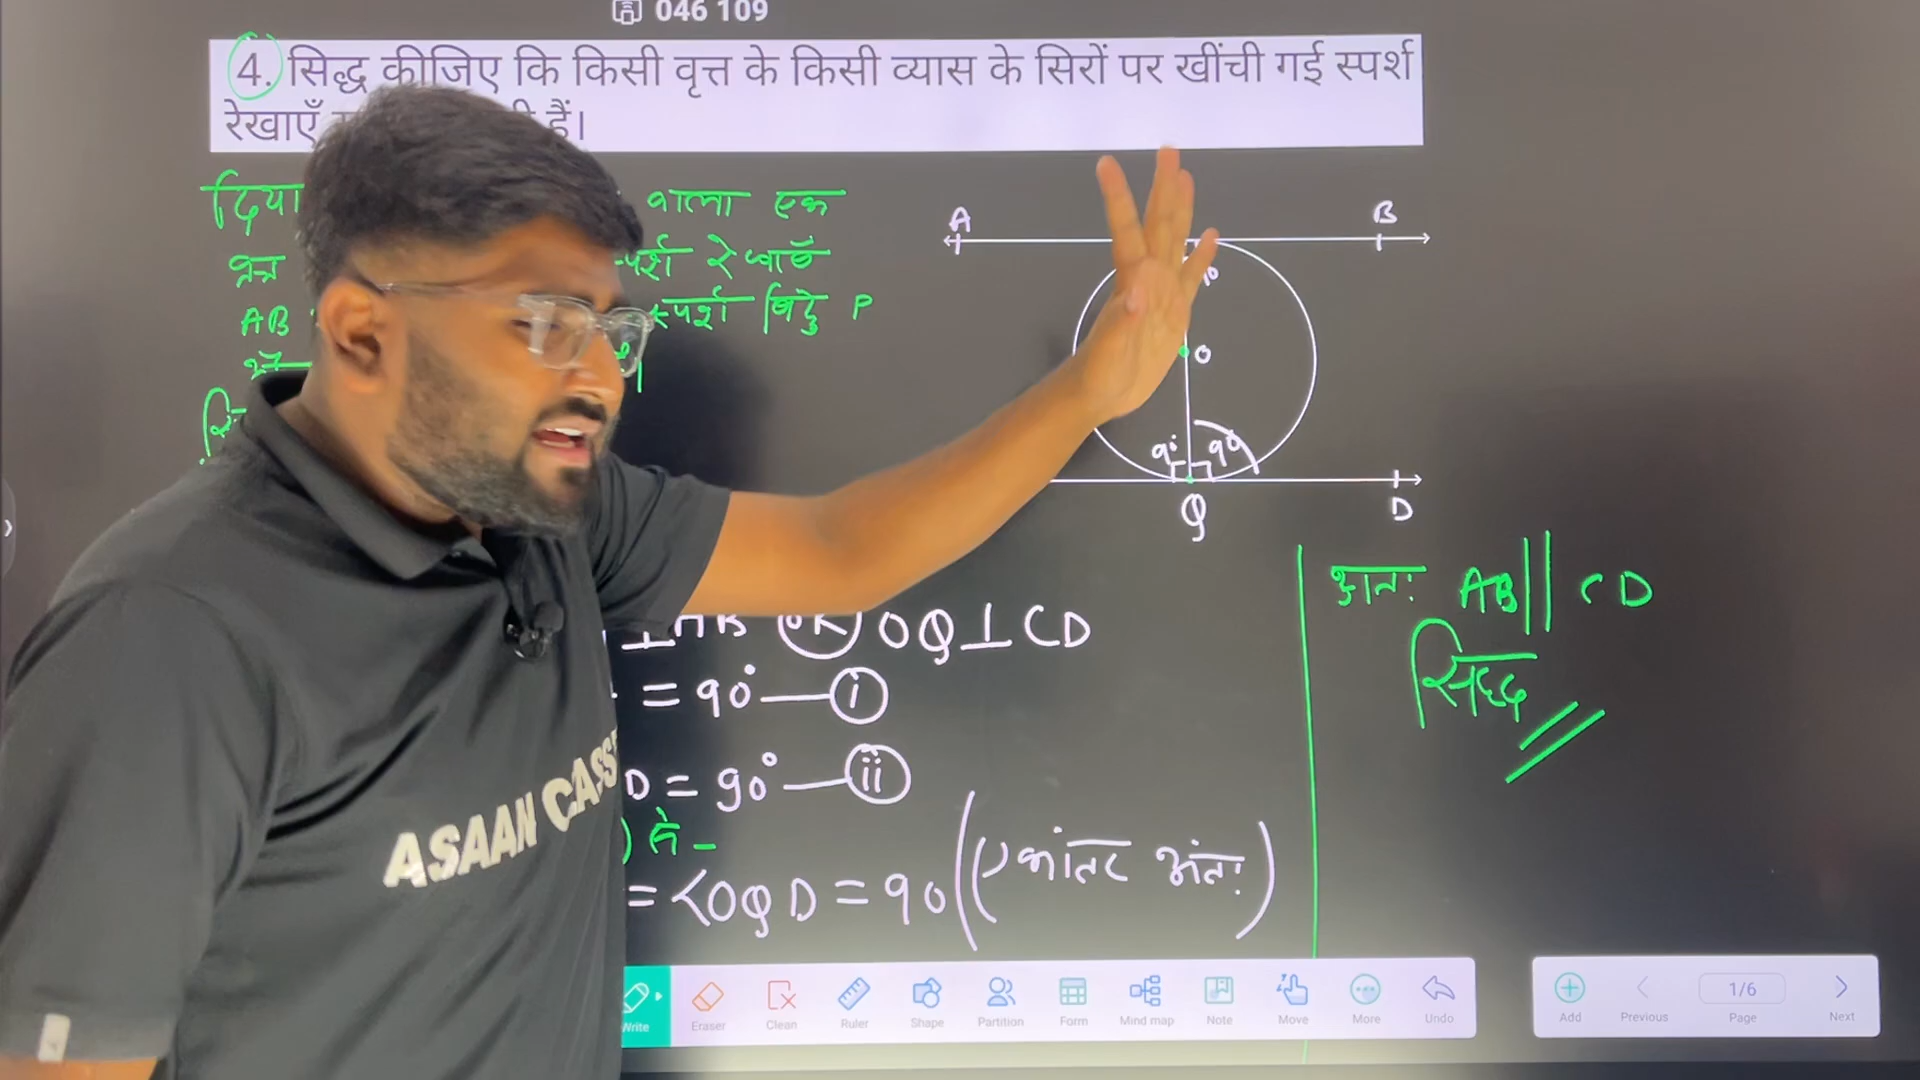 046 109
4. सिद्ध कीजिए कि किसी वृत्त के किसी व्यास के सिरों पर खींची गई स्पर्श
रेखाएँ हैं।
दिया वाला एक
स्पर्श रेखाएँ
AB स्पर्श बिंदु P
A B
O
90° 90
Q D
⊥AB OQ⊥CD
= 90° — i
D = 90° — ii
) से -
= <OQD = 90 (एकांतर अंतः)
अतः AB || CD
सिद्ध
ASAAN
Write Eraser Clean Ruler Shape Partition Form Mind map Note Move More Undo
Add Previous 1/6 Page Next